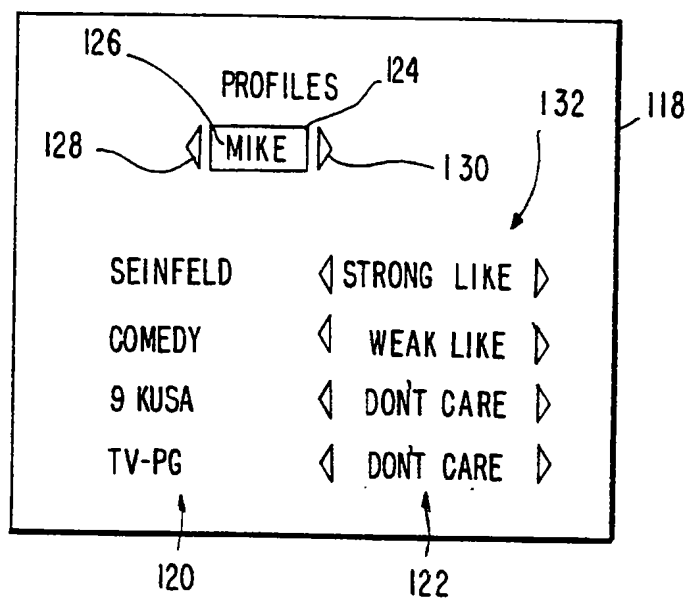 126
PROFILES
124
132
118
128
MIKE
130
SEINFELD STRONG LIKE
COMEDY WEAK LIKE
9 KUSA DON'T CARE
TV-PG DON'T CARE
120
122